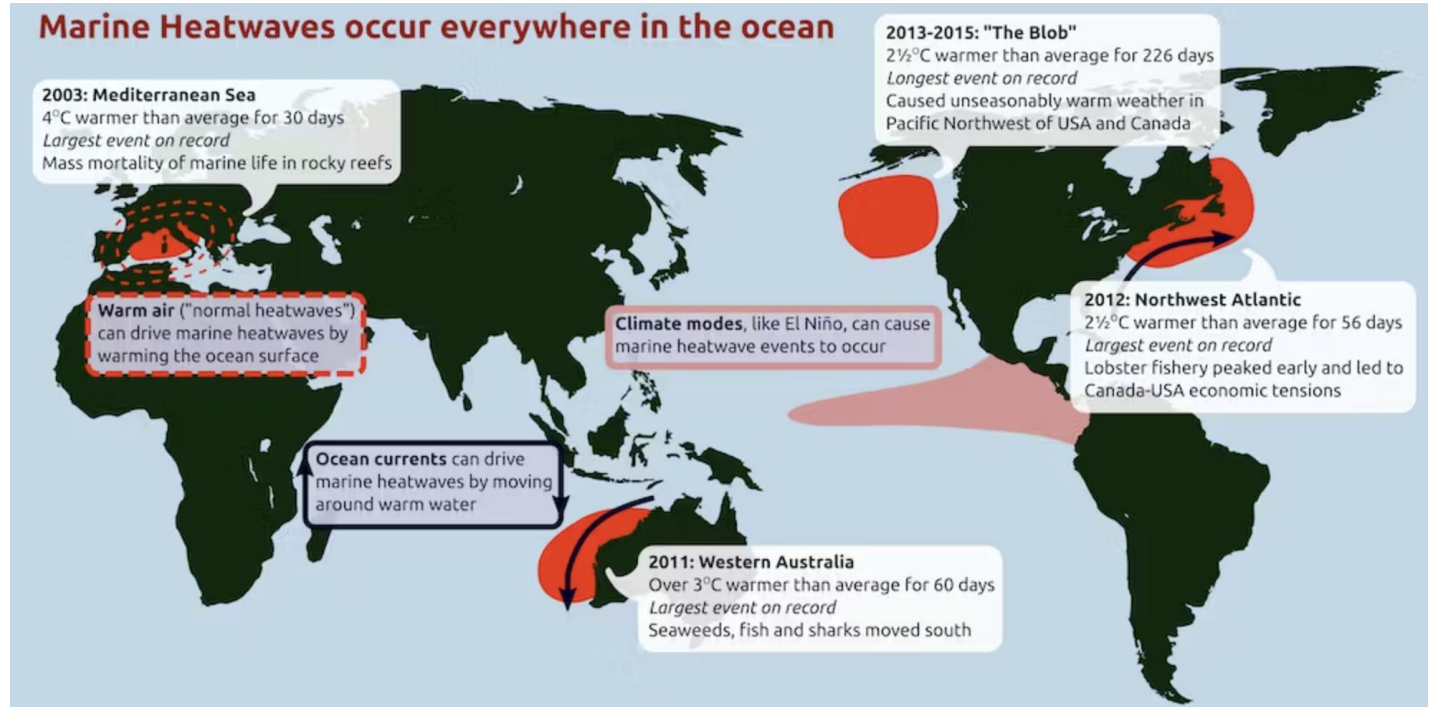 Marine Heatwaves occur everywhere in the ocean
2003: Mediterranean Sea
4°C warmer than average for 30 days
Largest event on record
Mass mortality of marine life in rocky reefs
2013-2015: "The Blob"
2½°C warmer than average for 226 days
Longest event on record
Caused unseasonably warm weather in
Pacific Northwest of USA and Canada
Warm air ("normal heatwaves")
can drive marine heatwaves by
warming the ocean surface
Climate modes, like El Niño, can cause
marine heatwave events to occur
2012: Northwest Atlantic
2½°C warmer than average for 56 days
Largest event on record
Lobster fishery peaked early and led to
Canada-USA economic tensions
Ocean currents can drive
marine heatwaves by moving
around warm water
2011: Western Australia
Over 3°C warmer than average for 60 days
Largest event on record
Seaweeds, fish and sharks moved south